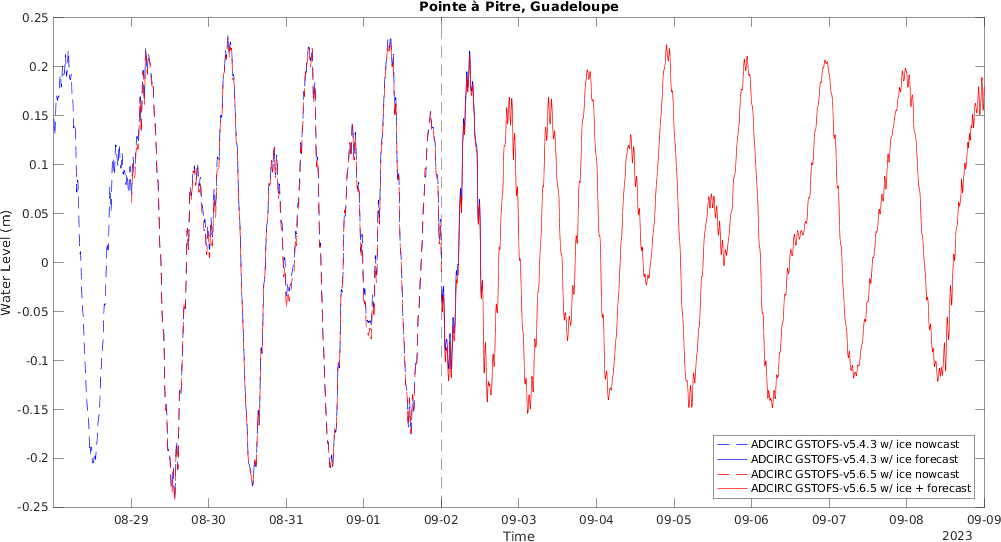 Pointe à Pitre, Guadeloupe
0.25
0.2
0.15
0.1
0.05
0
-0.05
-0.1
-0.15
-0.2
-0.25
Water Level (m)
ADCIRC GSTOFS-v5.4.3 w/ ice nowcast
ADCIRC GSTOFS-v5.4.3 w/ ice forecast
ADCIRC GSTOFS-v5.6.5 w/ ice nowcast
ADCIRC GSTOFS-v5.6.5 w/ ice + forecast
08-29 08-30 08-31 09-01 09-02 09-03 09-04 09-05 09-06 09-07 09-08 09-09
Time
2023